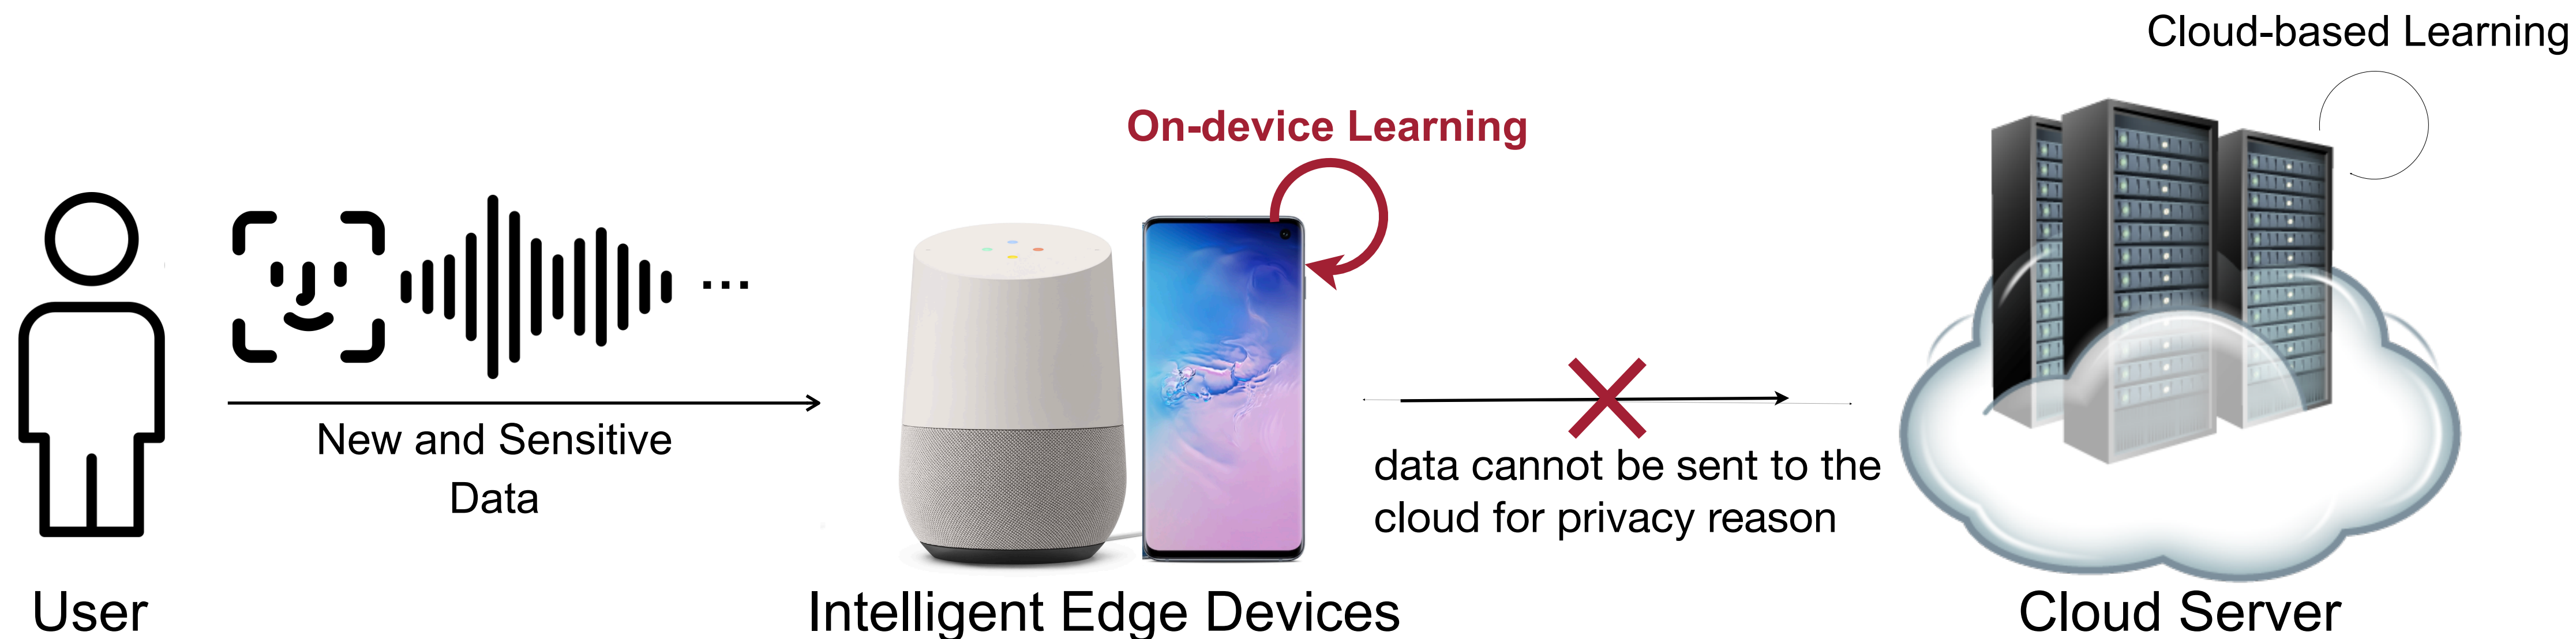 Cloud-based Learning
On-device Learning
...
New and Sensitive
Data
data cannot be sent to the
cloud for privacy reason
User
Intelligent Edge Devices
Cloud Server